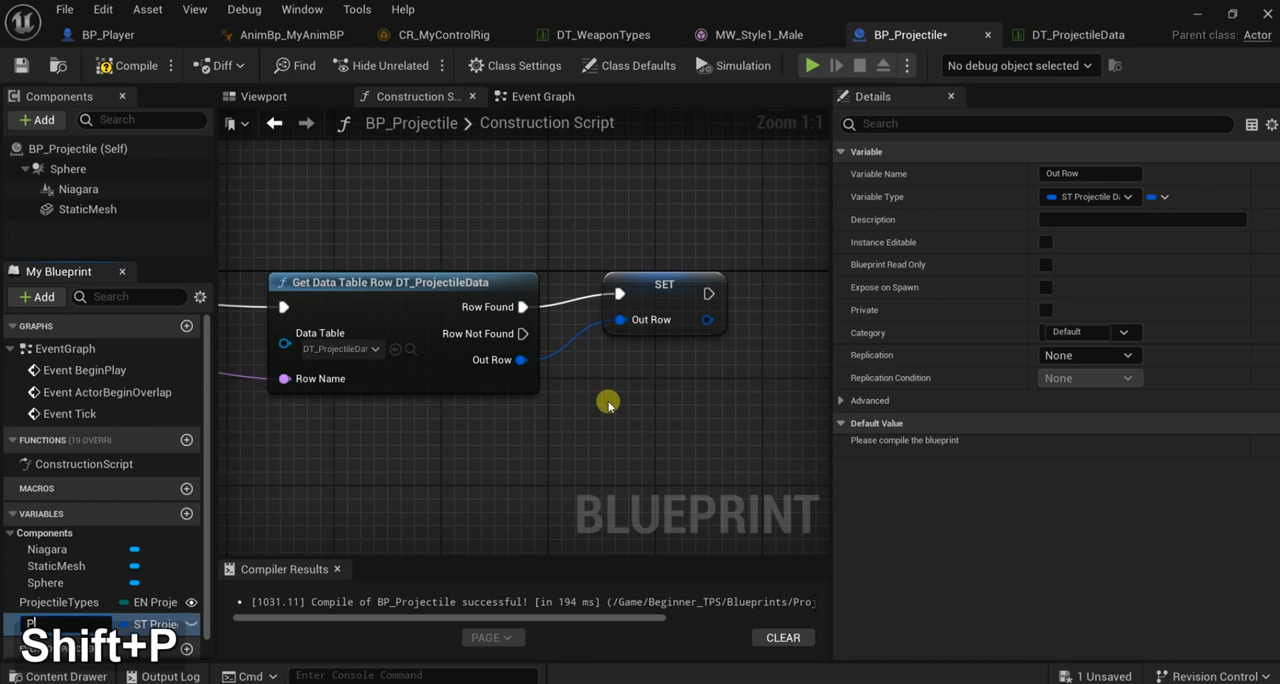 File Edit Asset View Debug Window Tools Help
BP_Player AnimBp_MyAnimBP CR_MyControlRig DT_WeaponTypes MW_Style1_Male BP_Projectile• DT_ProjectileData Parent class: Actor
Compile Diff Find Hide Unrelated Class Settings Class Defaults Simulation No debug object selected
Components Viewport Construction S... Event Graph Details
Add Search BP_Projectile > Construction Script Zoom 1:1 Search
BP_Projectile (Self)
Sphere
Niagara
StaticMesh
My Blueprint
Add Search
GRAPHS
EventGraph
Event BeginPlay
Event ActorBeginOverlap
Event Tick
FUNCTIONS (19 OVERRI
ConstructionScript
MACROS
VARIABLES
Components
Niagara
StaticMesh
Sphere
ProjectileTypes EN Proje
P ST Proje
Shift+P
Get Data Table Row DT_ProjectileData
Row Found
Data Table
DT_ProjectileDa
Row Not Found
Out Row
Row Name
SET
Out Row
BLUEPRINT
Compiler Results
• [1031.11] Compile of BP_Projectile successful! [in 194 ms] (/Game/Beginner_TPS/Blueprints/Proj
PAGE CLEAR
Variable
Variable Name Out Row
Variable Type ST Projectile D
Description
Instance Editable
Blueprint Read Only
Expose on Spawn
Private
Category Default
Replication None
Replication Condition None
Advanced
Default Value
Please compile the blueprint
Content Drawer Output Log Cmd Enter Console Command 1 Unsaved Revision Control